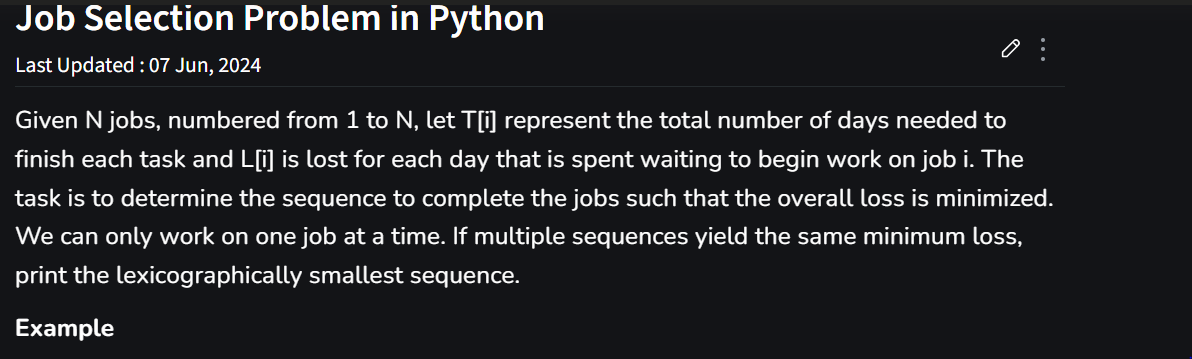 Job Selection Problem in Python
Last Updated : 07 Jun, 2024
Given N jobs, numbered from 1 to N, let T[i] represent the total number of days needed to
finish each task and L[i] is lost for each day that is spent waiting to begin work on job i. The
task is to determine the sequence to complete the jobs such that the overall loss is minimized.
We can only work on one job at a time. If multiple sequences yield the same minimum loss,
print the lexicographically smallest sequence.
Example